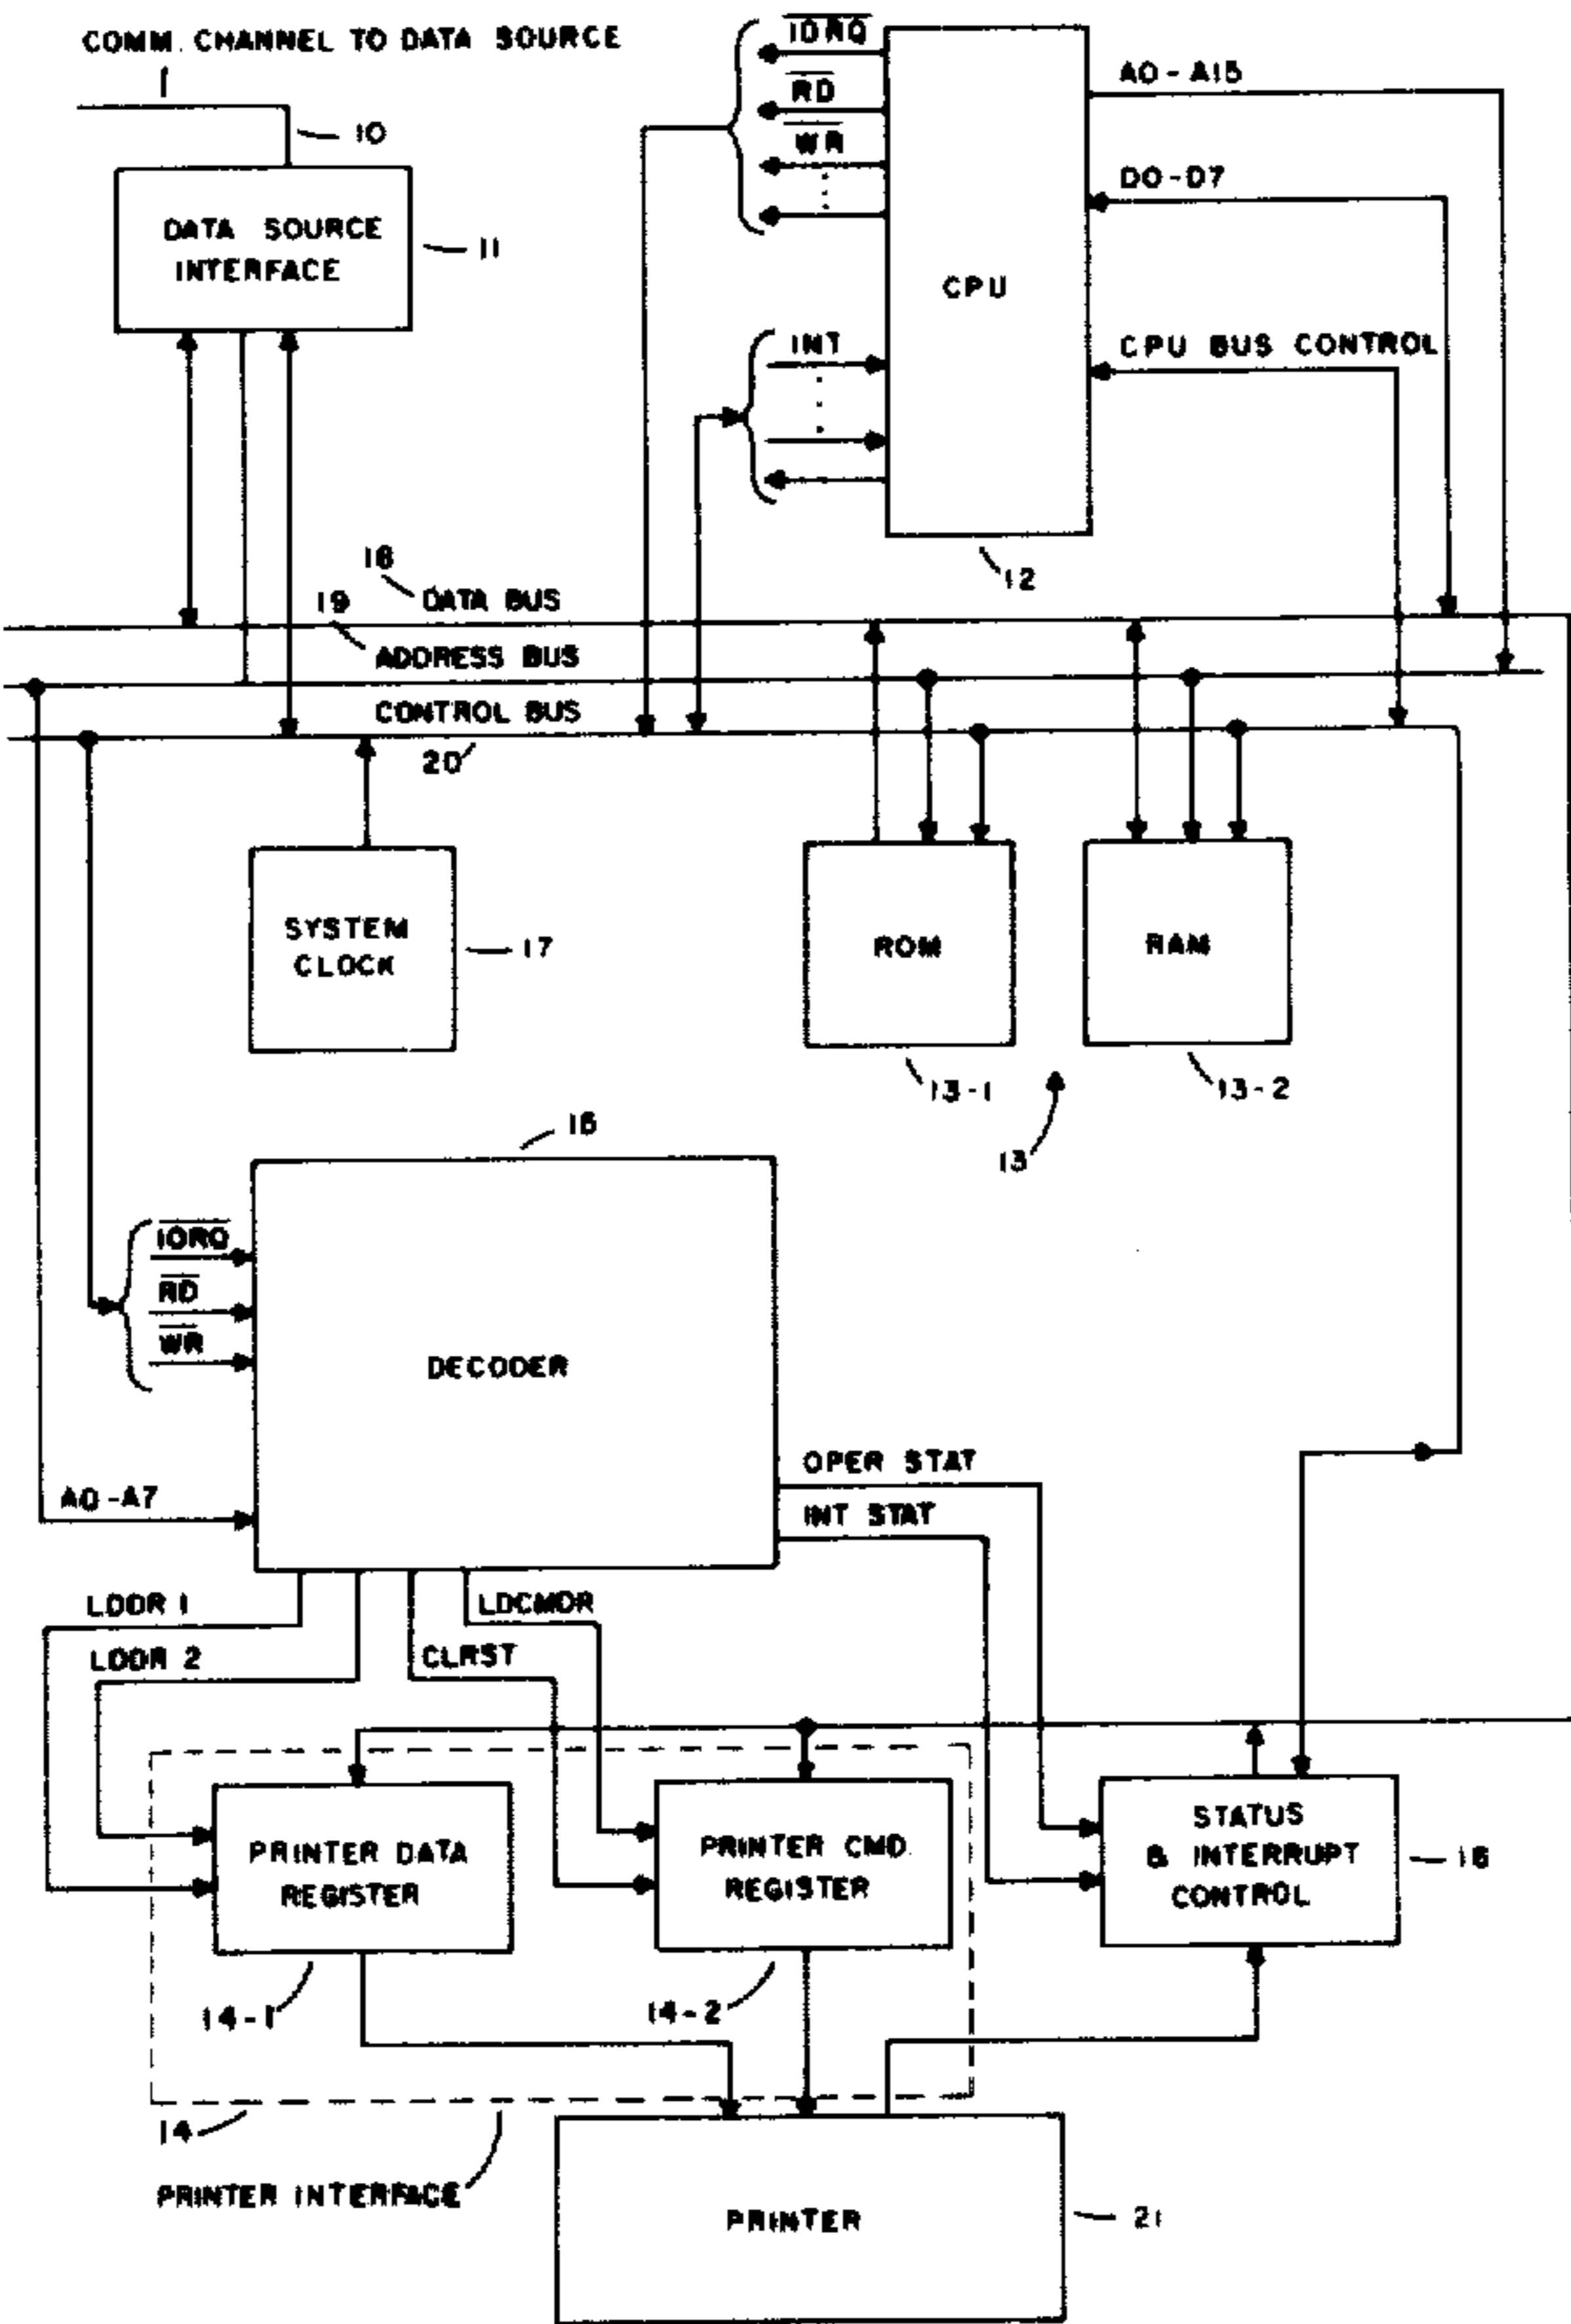 COMM. CHANNEL TO DATA SOURCE
10
DATA SOURCE
INTERFACE
11
IORQ
RD
WR
INT
CPU
A0-A15
D0-D7
CPU BUS CONTROL
12
18
DATA BUS
19
ADDRESS BUS
CONTROL BUS
20
SYSTEM
CLOCK
17
ROM
RAM
13-1
13-2
13
IORQ
RD
WR
A0-A7
DECODER
OPER STAT
INT STAT
LDDR 1
LDDR 2
LDCMDR
CLRST
PRINTER DATA
REGISTER
14-1
PRINTER CMD.
REGISTER
14-2
STATUS
& INTERRUPT
CONTROL
14
PRINTER INTERFACE
PRINTER
21